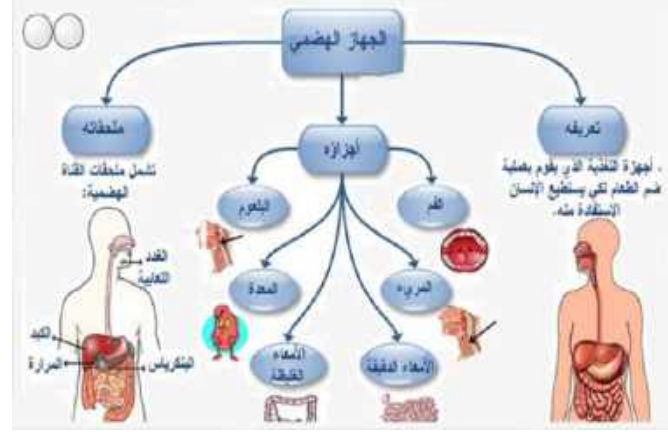 الجهاز الهضمي
تعريفه
. أجهزة التغذية الذي يقوم بعملية
ضم الطعام لكي يستطيع الإنسان
الاستفادة منه.
أجزاؤه
الفم
البلعوم
المريء
المعدة
الأمعاء الدقيقة
الأمعاء
الغليظة
ملحقاته
تشمل ملحقات القناة
الهضمية:
الغدد
اللعابية
الكبد
المرارة
البنكرياس